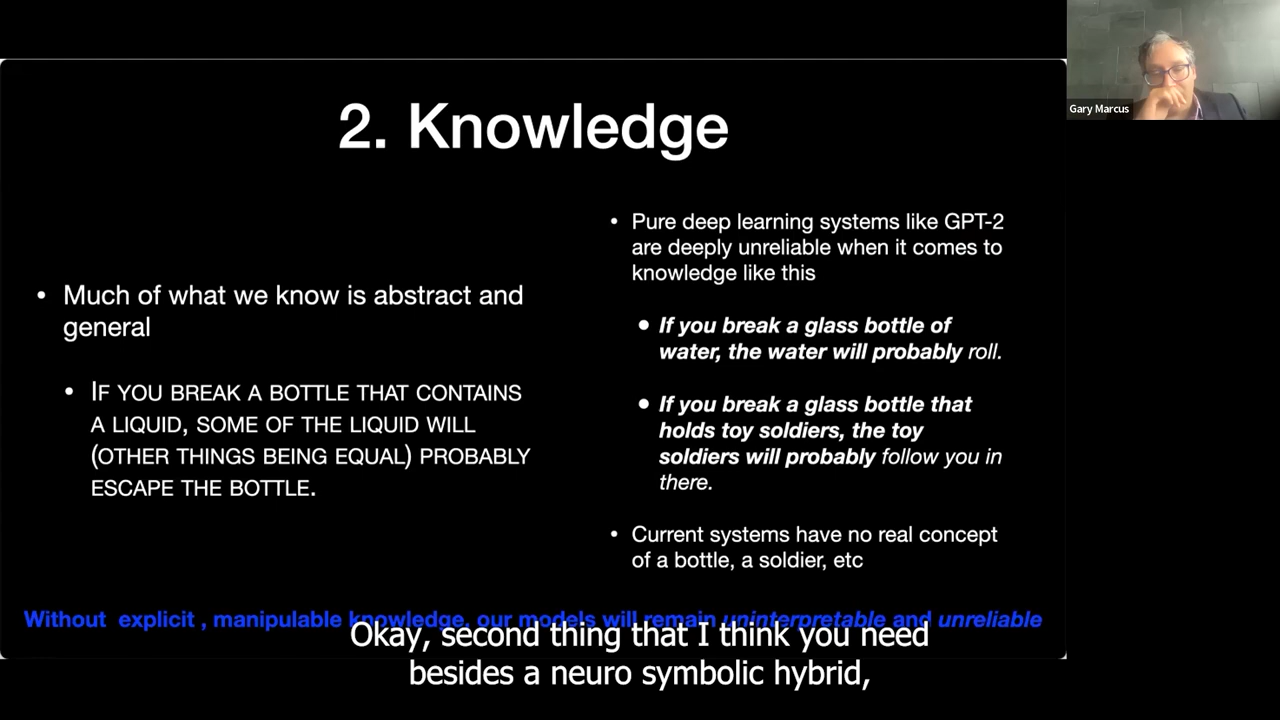 2. Knowledge
• Much of what we know is abstract and
general
• IF YOU BREAK A BOTTLE THAT CONTAINS
A LIQUID, SOME OF THE LIQUID WILL
(OTHER THINGS BEING EQUAL) PROBABLY
ESCAPE THE BOTTLE.
• Pure deep learning systems like GPT-2
are deeply unreliable when it comes to
knowledge like this
• If you break a glass bottle of
water, the water will probably roll.
• If you break a glass bottle that
holds toy soldiers, the toy
soldiers will probably follow you in
there.
• Current systems have no real concept
of a bottle, a soldier, etc
Without explicit , manipulable knowledge, our models will remain uninterpretable and unreliable
Okay, second thing that I think you need
besides a neuro symbolic hybrid,
Gary Marcus